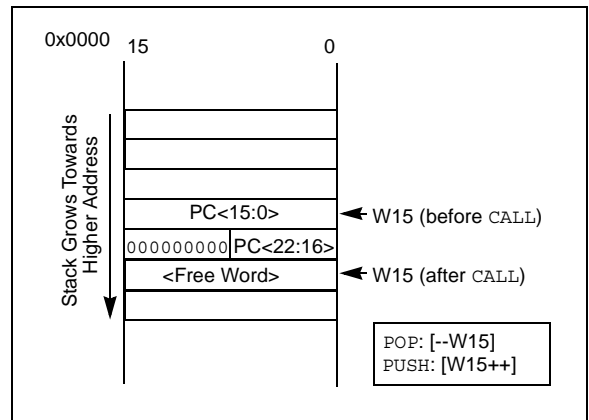 0x0000
15 0
Stack Grows Towards
Higher Address
PC<15:0>
W15 (before CALL)
000000000 PC<22:16>
<Free Word>
W15 (after CALL)
POP: [--W15]
PUSH: [W15++]